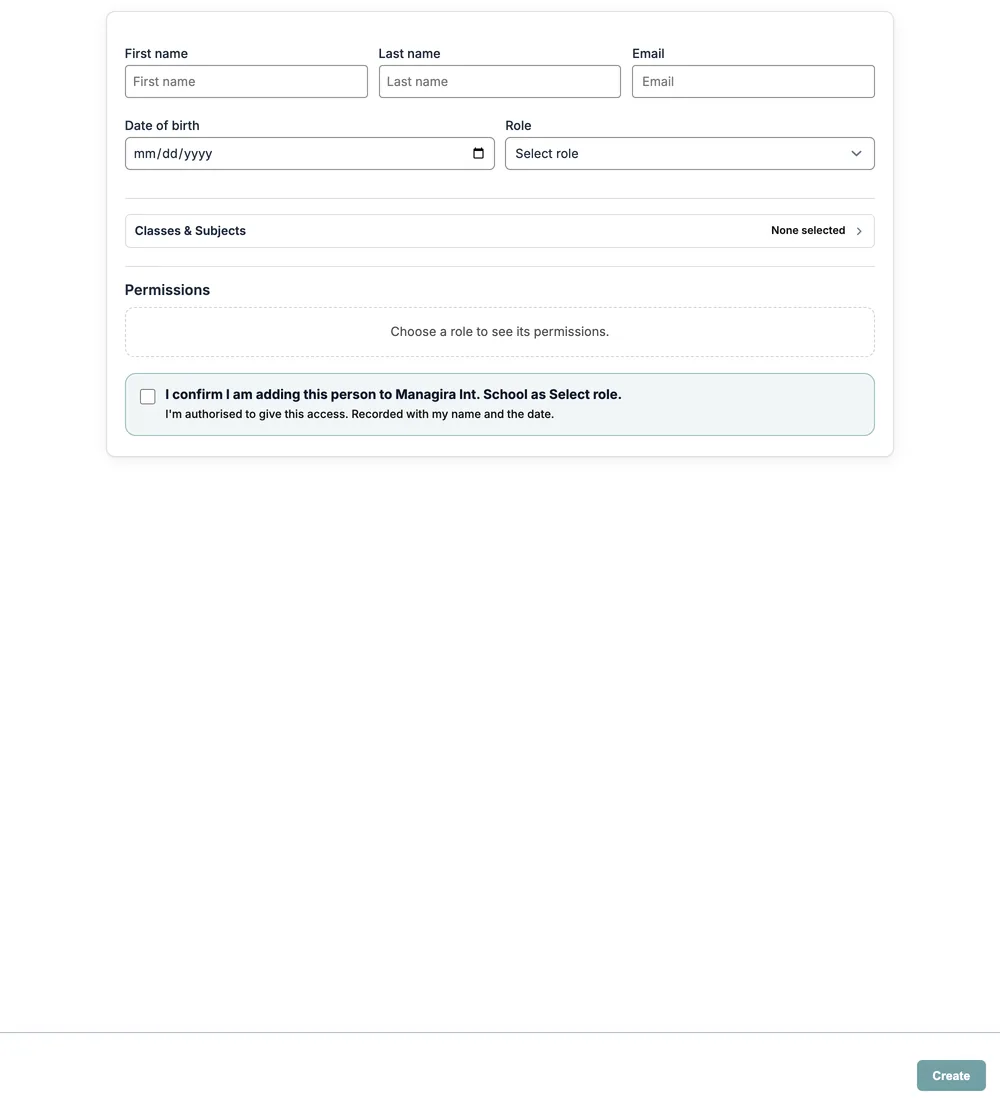 First name
Last name
Email
First name
Last name
Email
Date of birth
Role
mm/dd/yyyy
Select role
Classes & Subjects
None selected
Permissions
Choose a role to see its permissions.
I confirm I am adding this person to Managira Int. School as Select role.
I'm authorised to give this access. Recorded with my name and the date.
Create